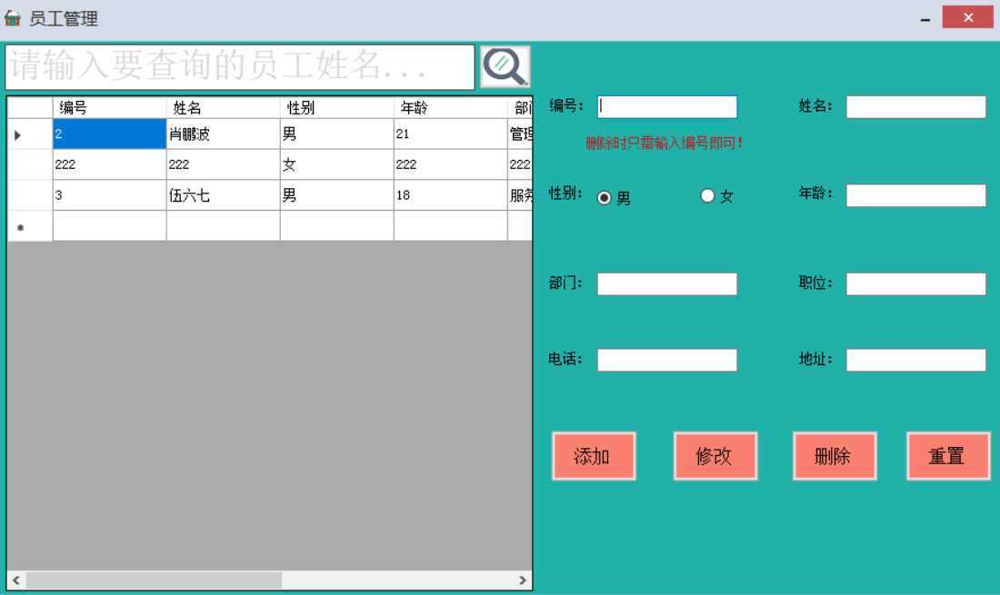 员工管理
请输入要查询的员工姓名...
编号 姓名 性别 年龄 部门
2 肖鹏波 男 21 管理
222 222 女 222 222
3 伍六七 男 18 服务
编号： 姓名：
删除时只需输入编号即可！
性别： 男 女 年龄：
部门： 职位：
电话： 地址：
添加 修改 删除 重置